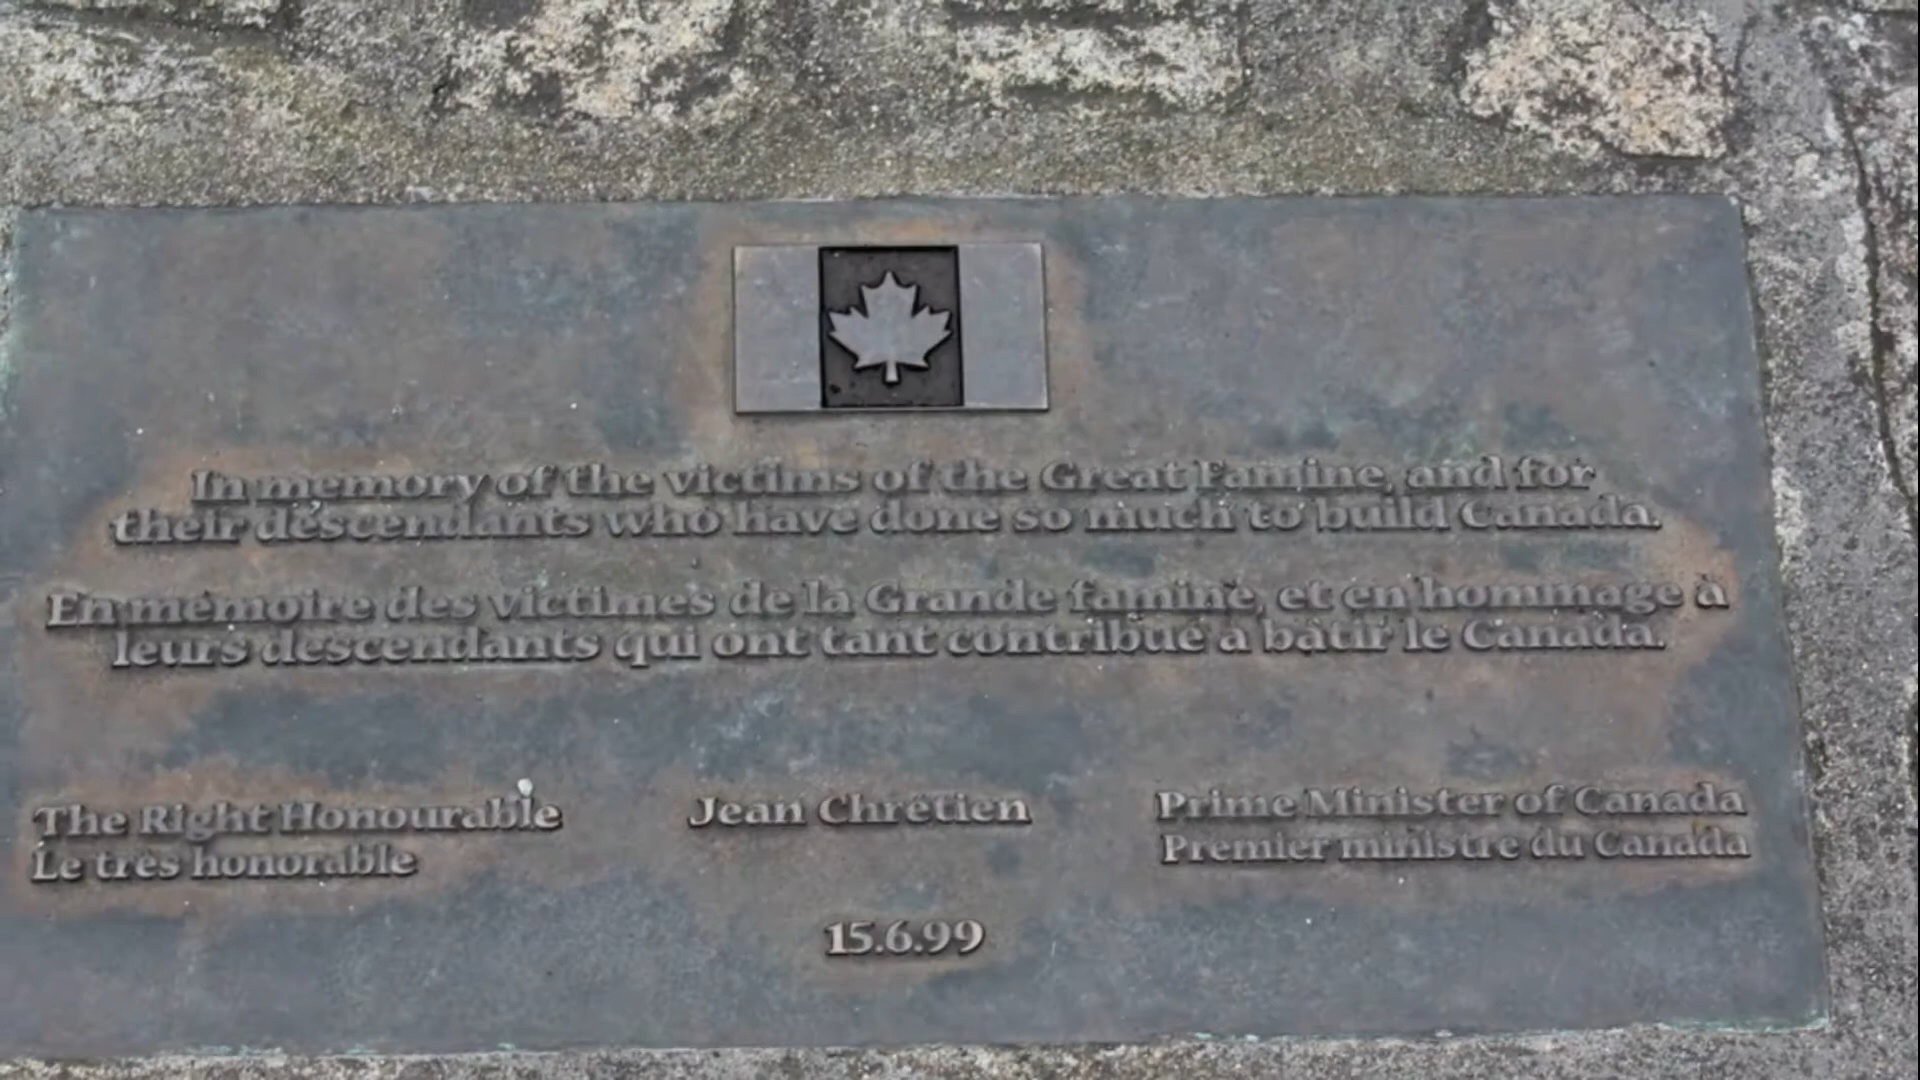 In memory of the victims of the Great Famine, and for
their descendants who have done so much to build Canada.
En mémoire des victimes de la Grande famine, et en hommage à
leurs descendants qui ont tant contribué à bâtir le Canada.
The Right Honourable
Le très honorable
Jean Chrétien
Prime Minister of Canada
Premier ministre du Canada
15.6.99